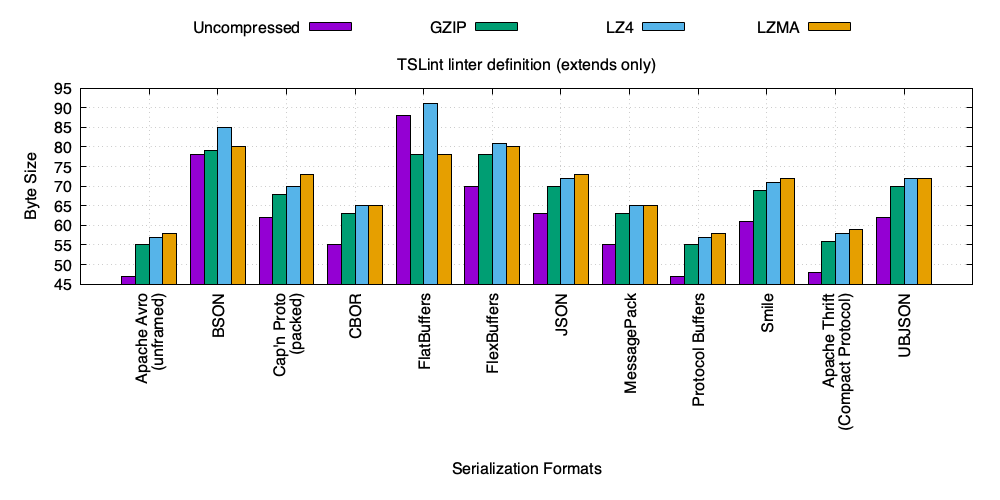 Uncompressed GZIP LZ4 LZMA
TSLint linter definition (extends only)
Byte Size
95
90
85
80
75
70
65
60
55
50
45
Apache Avro
(unframed)
BSON
Cap'n Proto
(packed)
CBOR
FlatBuffers
FlexBuffers
JSON
MessagePack
Protocol Buffers
Smile
Apache Thrift
(Compact Protocol)
UBJSON
Serialization Formats